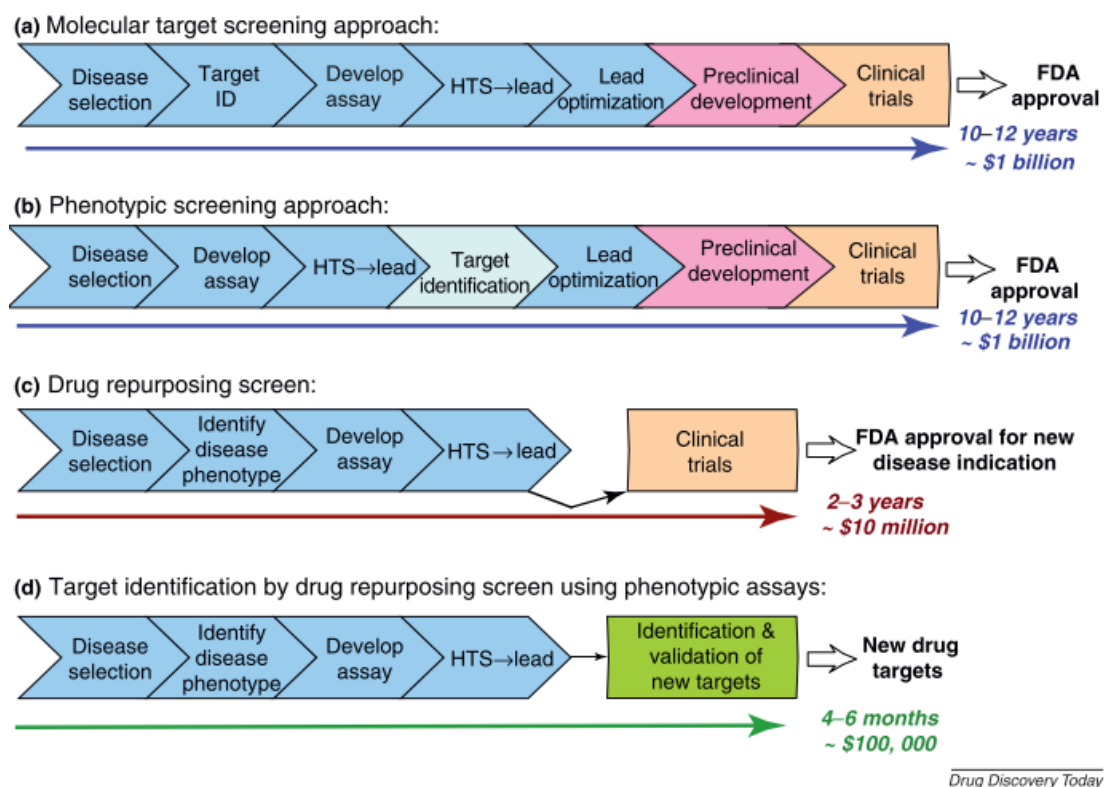 (a) Molecular target screening approach:
Disease
selection
Target
ID
Develop
assay
HTS→lead
Lead
optimization
Preclinical
development
Clinical
trials
FDA
approval
10–12 years
~ $1 billion
(b) Phenotypic screening approach:
Disease
selection
Develop
assay
HTS→lead
Target
identification
Lead
optimization
Preclinical
development
Clinical
trials
FDA
approval
10–12 years
~ $1 billion
(c) Drug repurposing screen:
Disease
selection
Identify
disease
phenotype
Develop
assay
HTS→lead
Clinical
trials
FDA approval for new
disease indication
2–3 years
~ $10 million
(d) Target identification by drug repurposing screen using phenotypic assays:
Disease
selection
Identify
disease
phenotype
Develop
assay
HTS→lead
Identification &
validation of
new targets
New drug
targets
4–6 months
~ $100, 000
Drug Discovery Today